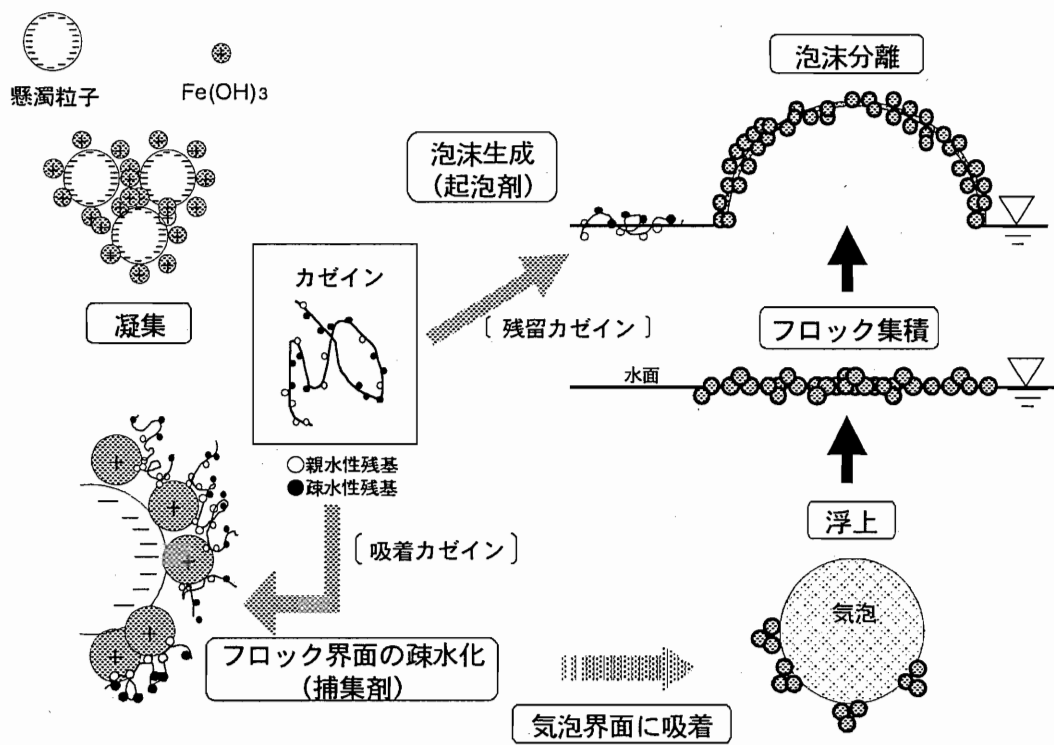 懸濁粒子
Fe(OH)3
凝集
カゼイン
○親水性残基
●疎水性残基
〔吸着カゼイン〕
フロック界面の疎水化
(捕集剤)
気泡界面に吸着
気泡
浮上
水面
フロック集積
〔残留カゼイン〕
泡沫生成
(起泡剤)
泡沫分離